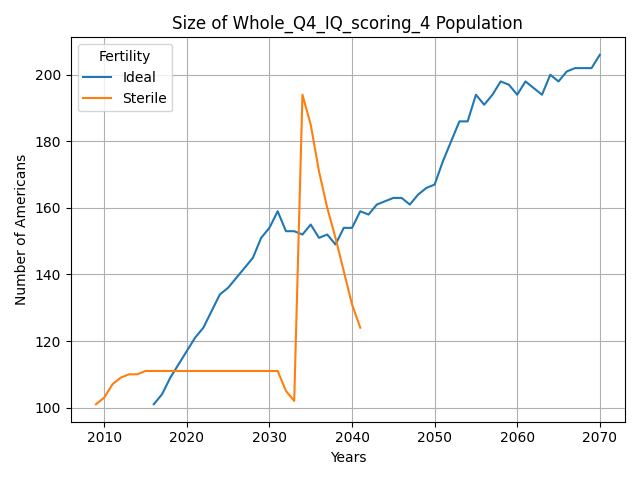 Size of Whole_Q4_IQ_scoring_4 Population
Fertility
Ideal
Sterile
Number of Americans
200
180
160
140
120
100
2010 2020 2030 2040 2050 2060 2070
Years